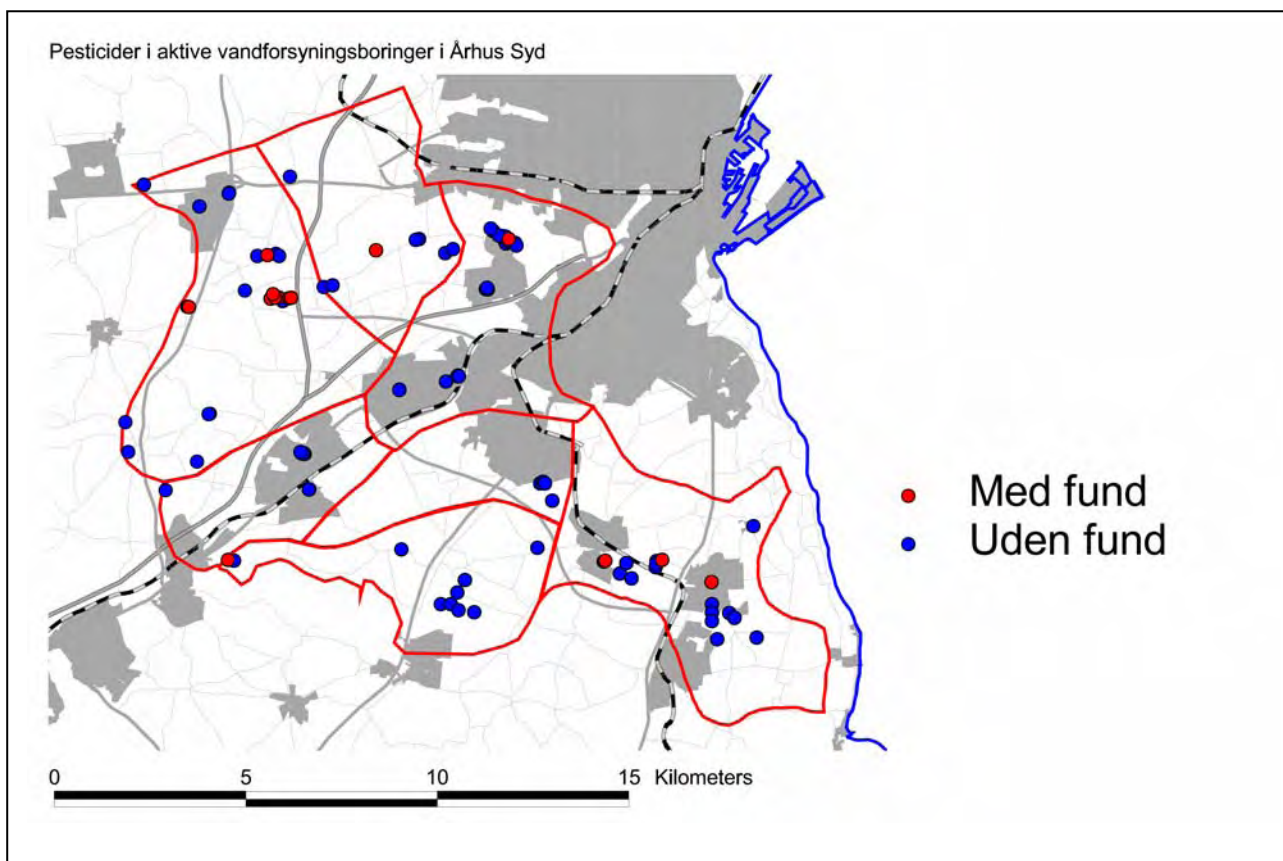 Pesticider i aktive vandforsyningsboringer i Århus Syd
Med fund
Uden fund
0 5 10 15 Kilometers